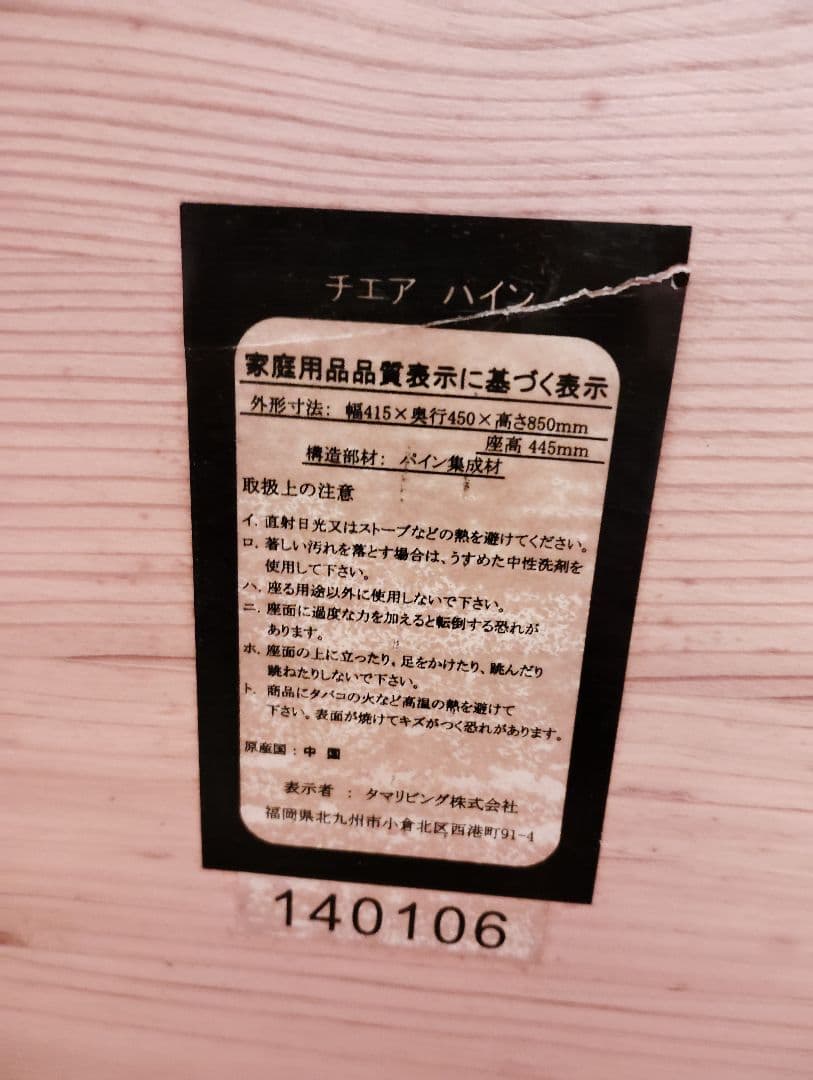 チエア ハイン
家庭用品品質表示に基づく表示
外形寸法: 幅415×奥行450×高さ850mm
座高 445mm
構造部材: パイン集成材
取扱上の注意
イ. 直射日光又はストーブなどの熱を避けてください。
ロ. 著しい汚れを落とす場合は、うすめた中性洗剤を
使用して下さい。
ハ. 座る用途以外に使用しないで下さい。
ニ. 座面に過度な力を加えると転倒する恐れが
あります。
ホ. 座面の上に立ったり, 足をかけたり、跳んだり
跳ねたりしないで下さい。
ト. 商品にタバコの火など高温の熱を避けて
下さい。表面が焼けてキズがつく恐れがあります。
原産国: 中 国
表示者 : タマリビング株式会社
福岡県北九州市小倉北区西港町91-4
140106